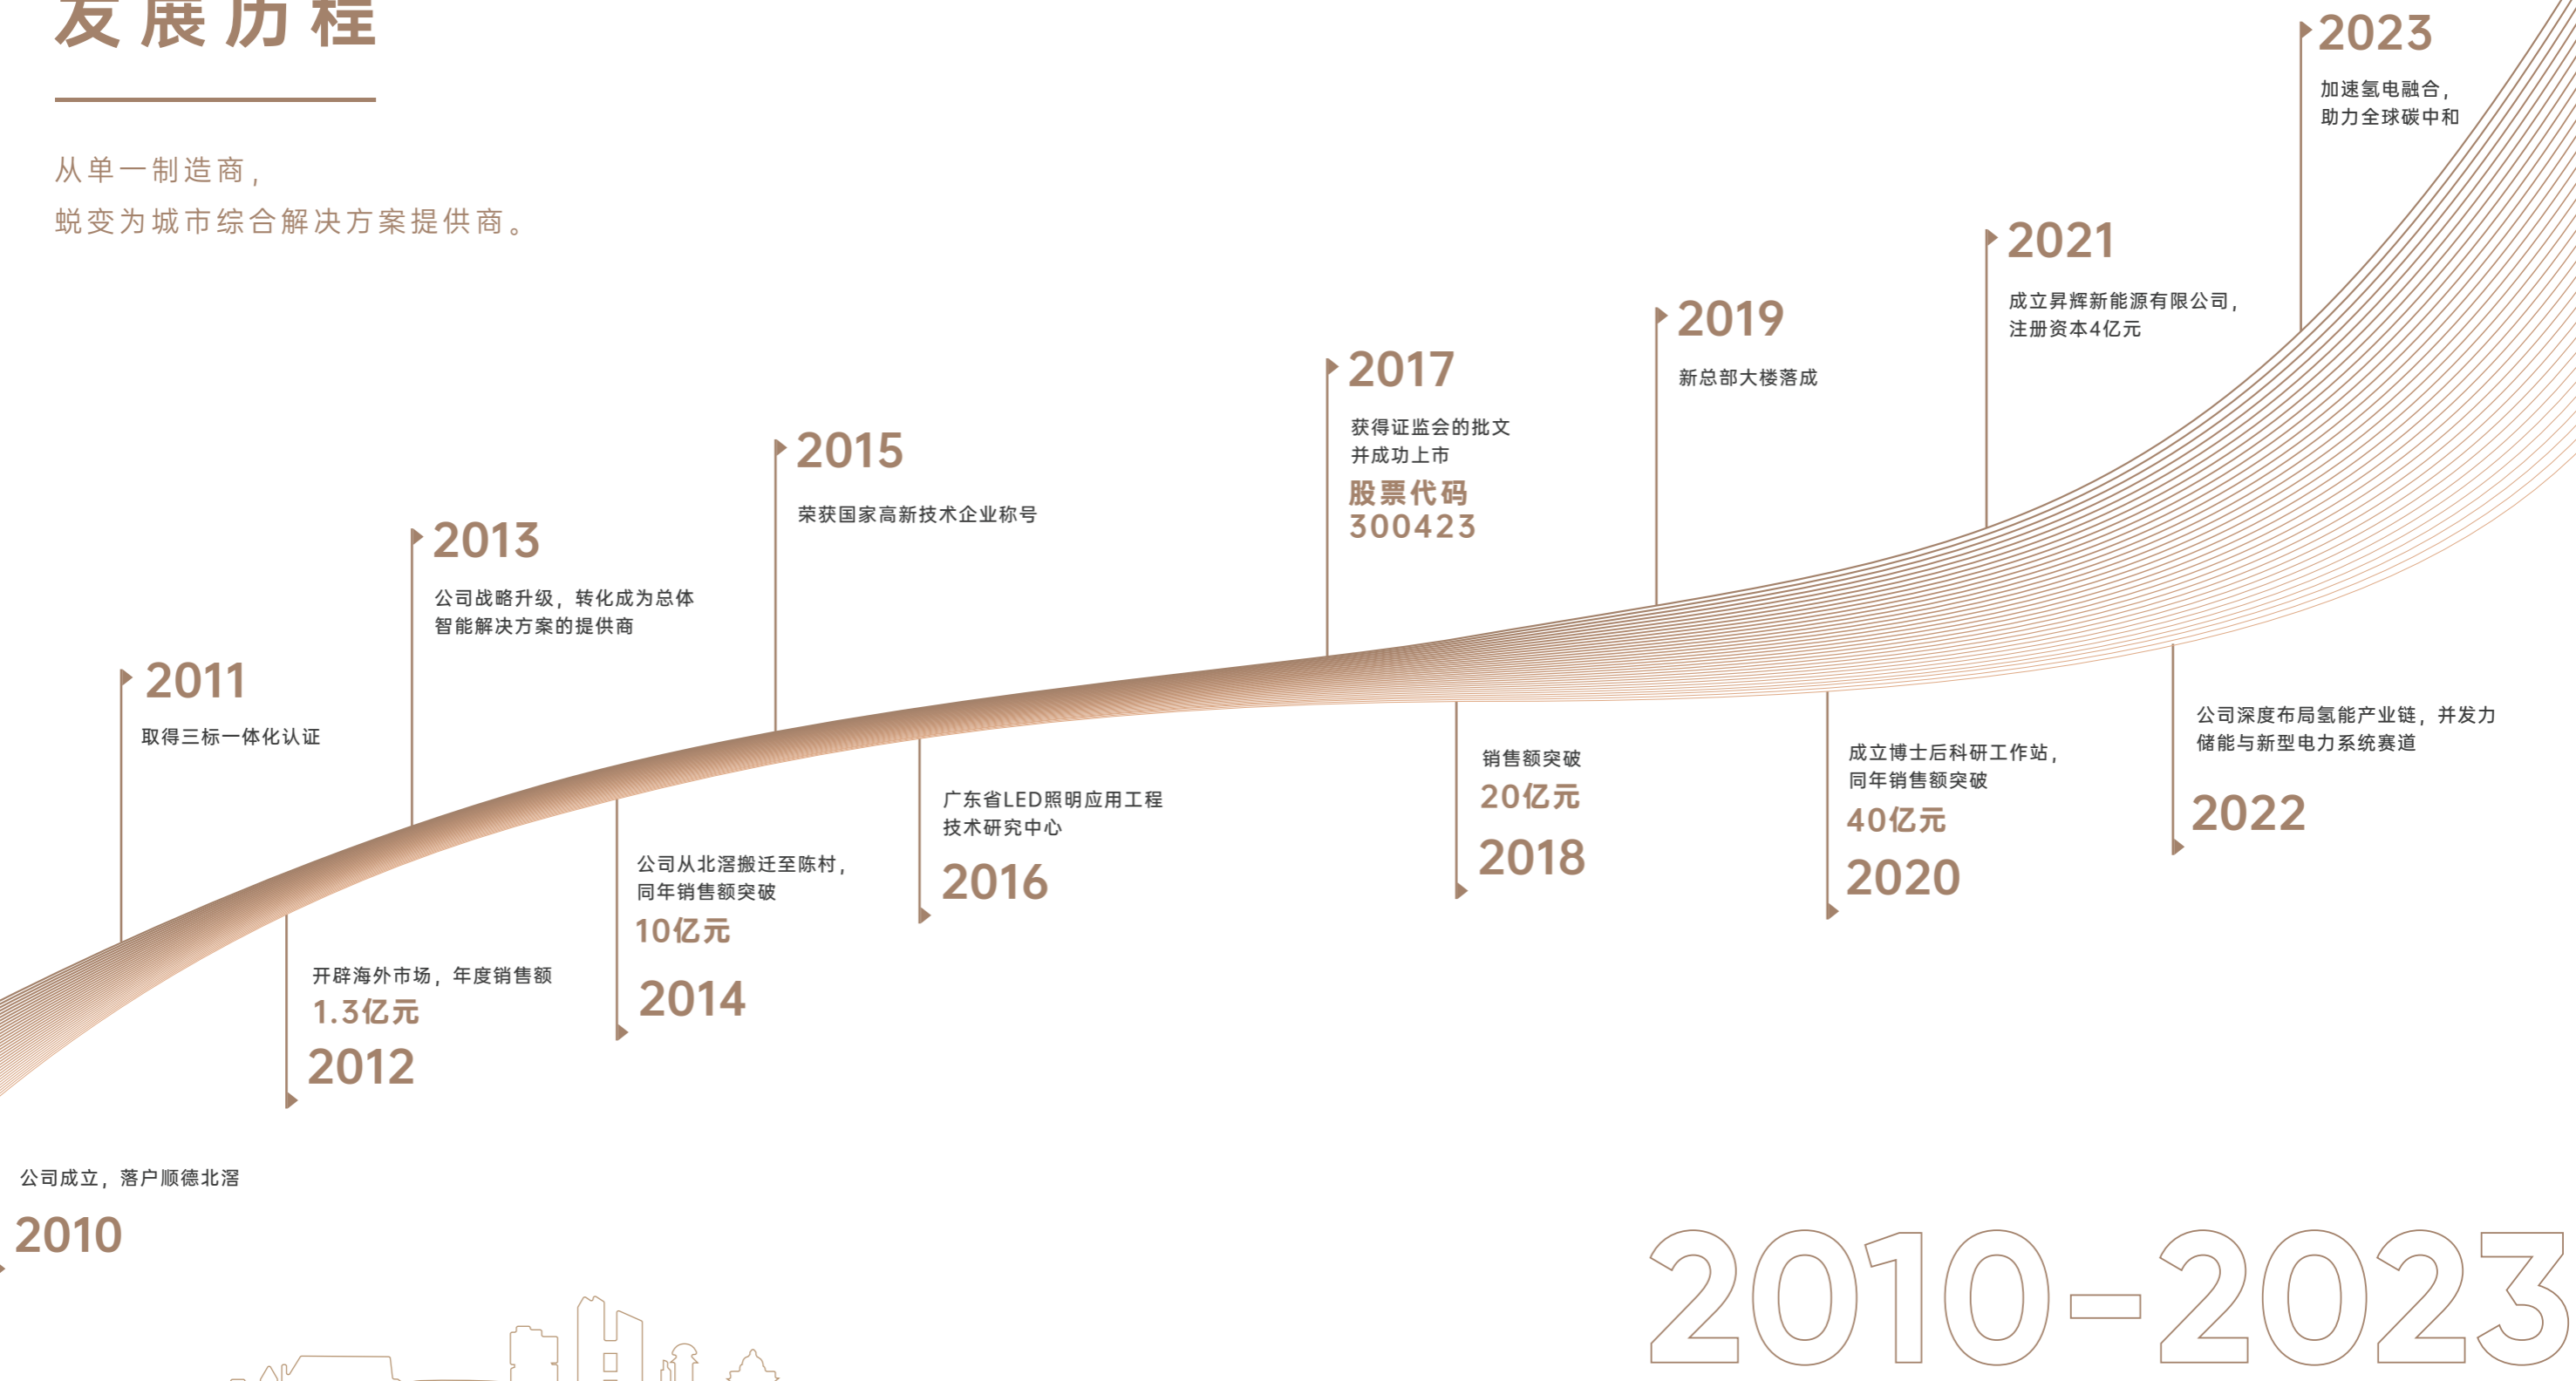 发展历程
从单一制造商，
蜕变为城市综合解决方案提供商。
公司成立，落户顺德北滘
2010
2011
取得三标一体化认证
开辟海外市场，年度销售额
1.3亿元
2012
2013
公司战略升级，转化成为总体
智能解决方案的提供商
公司从北滘搬迁至陈村，
同年销售额突破
10亿元
2014
2015
荣获国家高新技术企业称号
广东省LED照明应用工程
技术研究中心
2016
2017
获得证监会的批文
并成功上市
股票代码
300423
销售额突破
20亿元
2018
2019
新总部大楼落成
成立博士后科研工作站，
同年销售额突破
40亿元
2020
2021
成立昇辉新能源有限公司，
注册资本4亿元
公司深度布局氢能产业链，并发力
储能与新型电力系统赛道
2022
2023
加速氢电融合，
助力全球碳中和
2010-2023